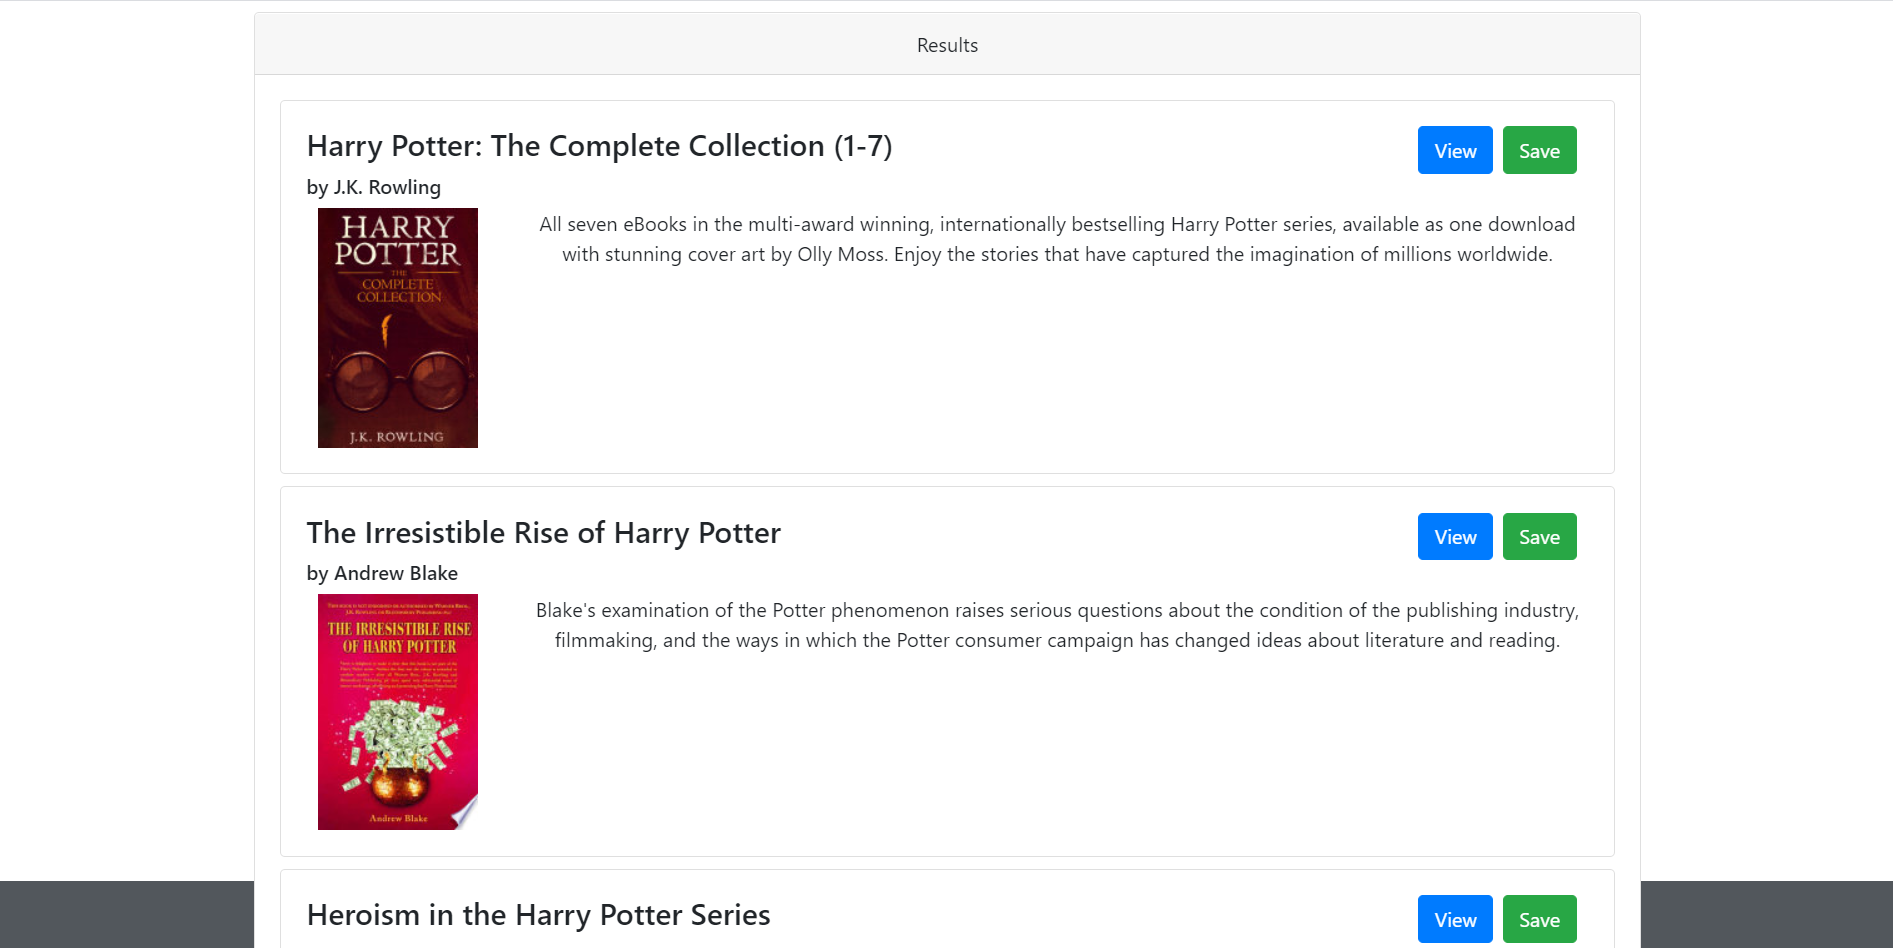 Results
Harry Potter: The Complete Collection (1-7)
View
Save
by J.K. Rowling
HARRY
POTTER
THE
COMPLETE
COLLECTION
J.K. ROWLING
All seven eBooks in the multi-award winning, internationally bestselling Harry Potter series, available as one download
with stunning cover art by Olly Moss. Enjoy the stories that have captured the imagination of millions worldwide.
The Irresistible Rise of Harry Potter
View
Save
by Andrew Blake
THE IRRESISTIBLE RISE
OF HARRY POTTER
Andrew Blake
Blake's examination of the Potter phenomenon raises serious questions about the condition of the publishing industry,
filmmaking, and the ways in which the Potter consumer campaign has changed ideas about literature and reading.
Heroism in the Harry Potter Series
View
Save